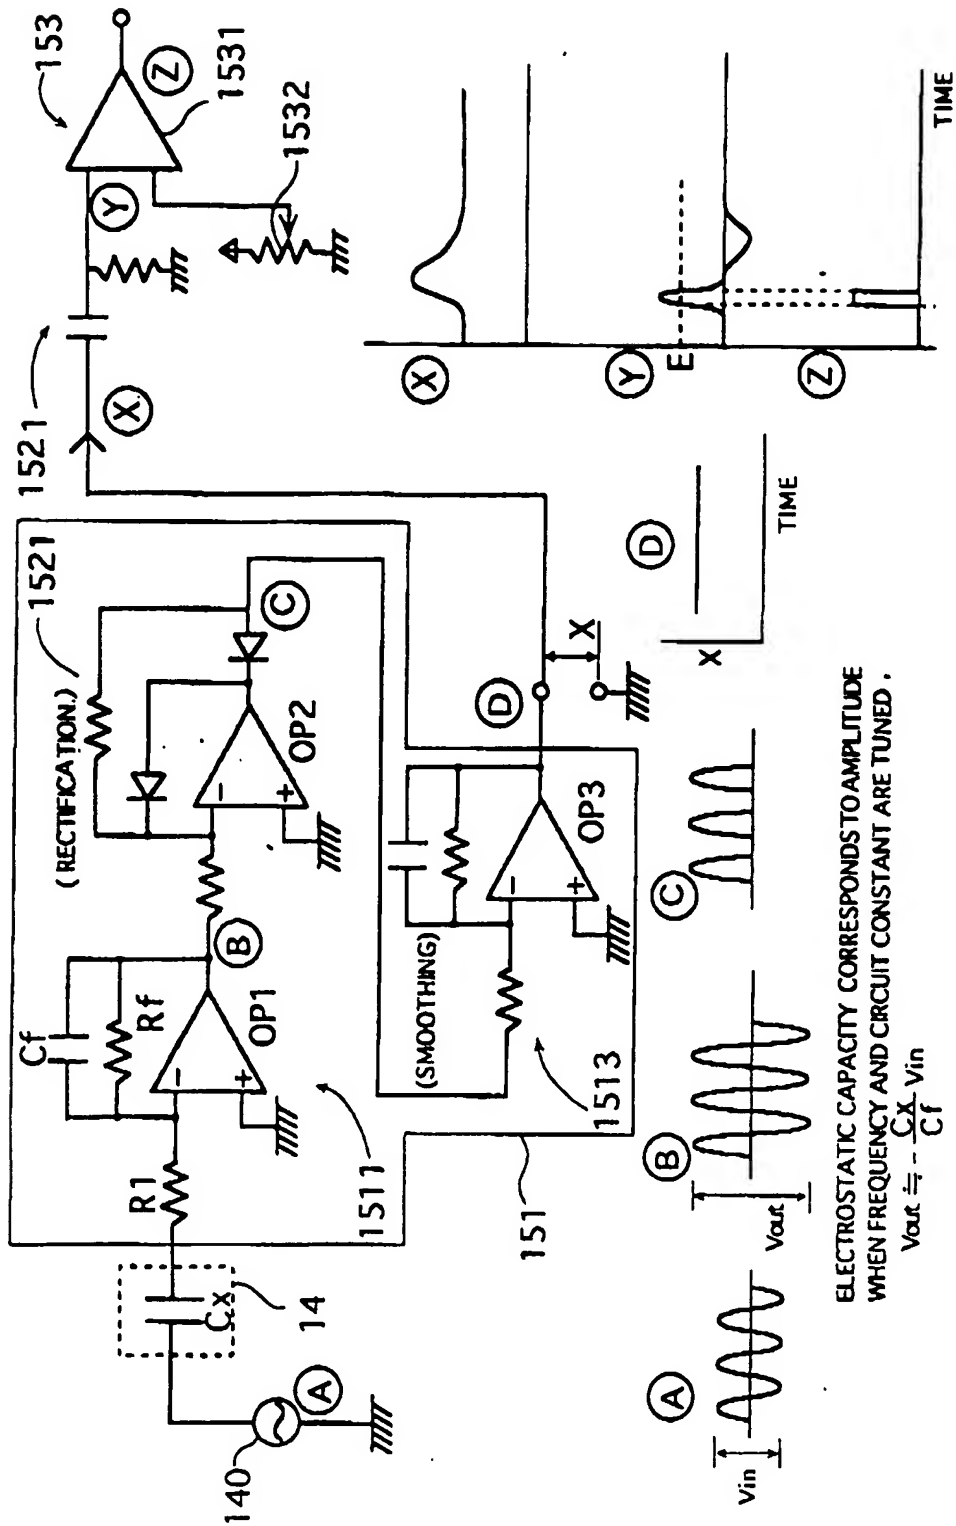 153
Z
1531
1532
Y
1521
X
1521
(RECTIFICATION.)
C
OP2
−
+
B
Cf
Rf
OP1
−
+
R1
1511
Cx
14
A
140
(SMOOTHING)
−
+
OP3
1513
151
D
X
X
Y
E
Z
TIME
D
X
TIME
C
B
Vout
A
Vin
ELECTROSTATIC CAPACITY CORRESPONDS TO AMPLITUDE
WHEN FREQUENCY AND CIRCUIT CONSTANT ARE TUNED.
Vout ≒ - Cx/Cf Vin